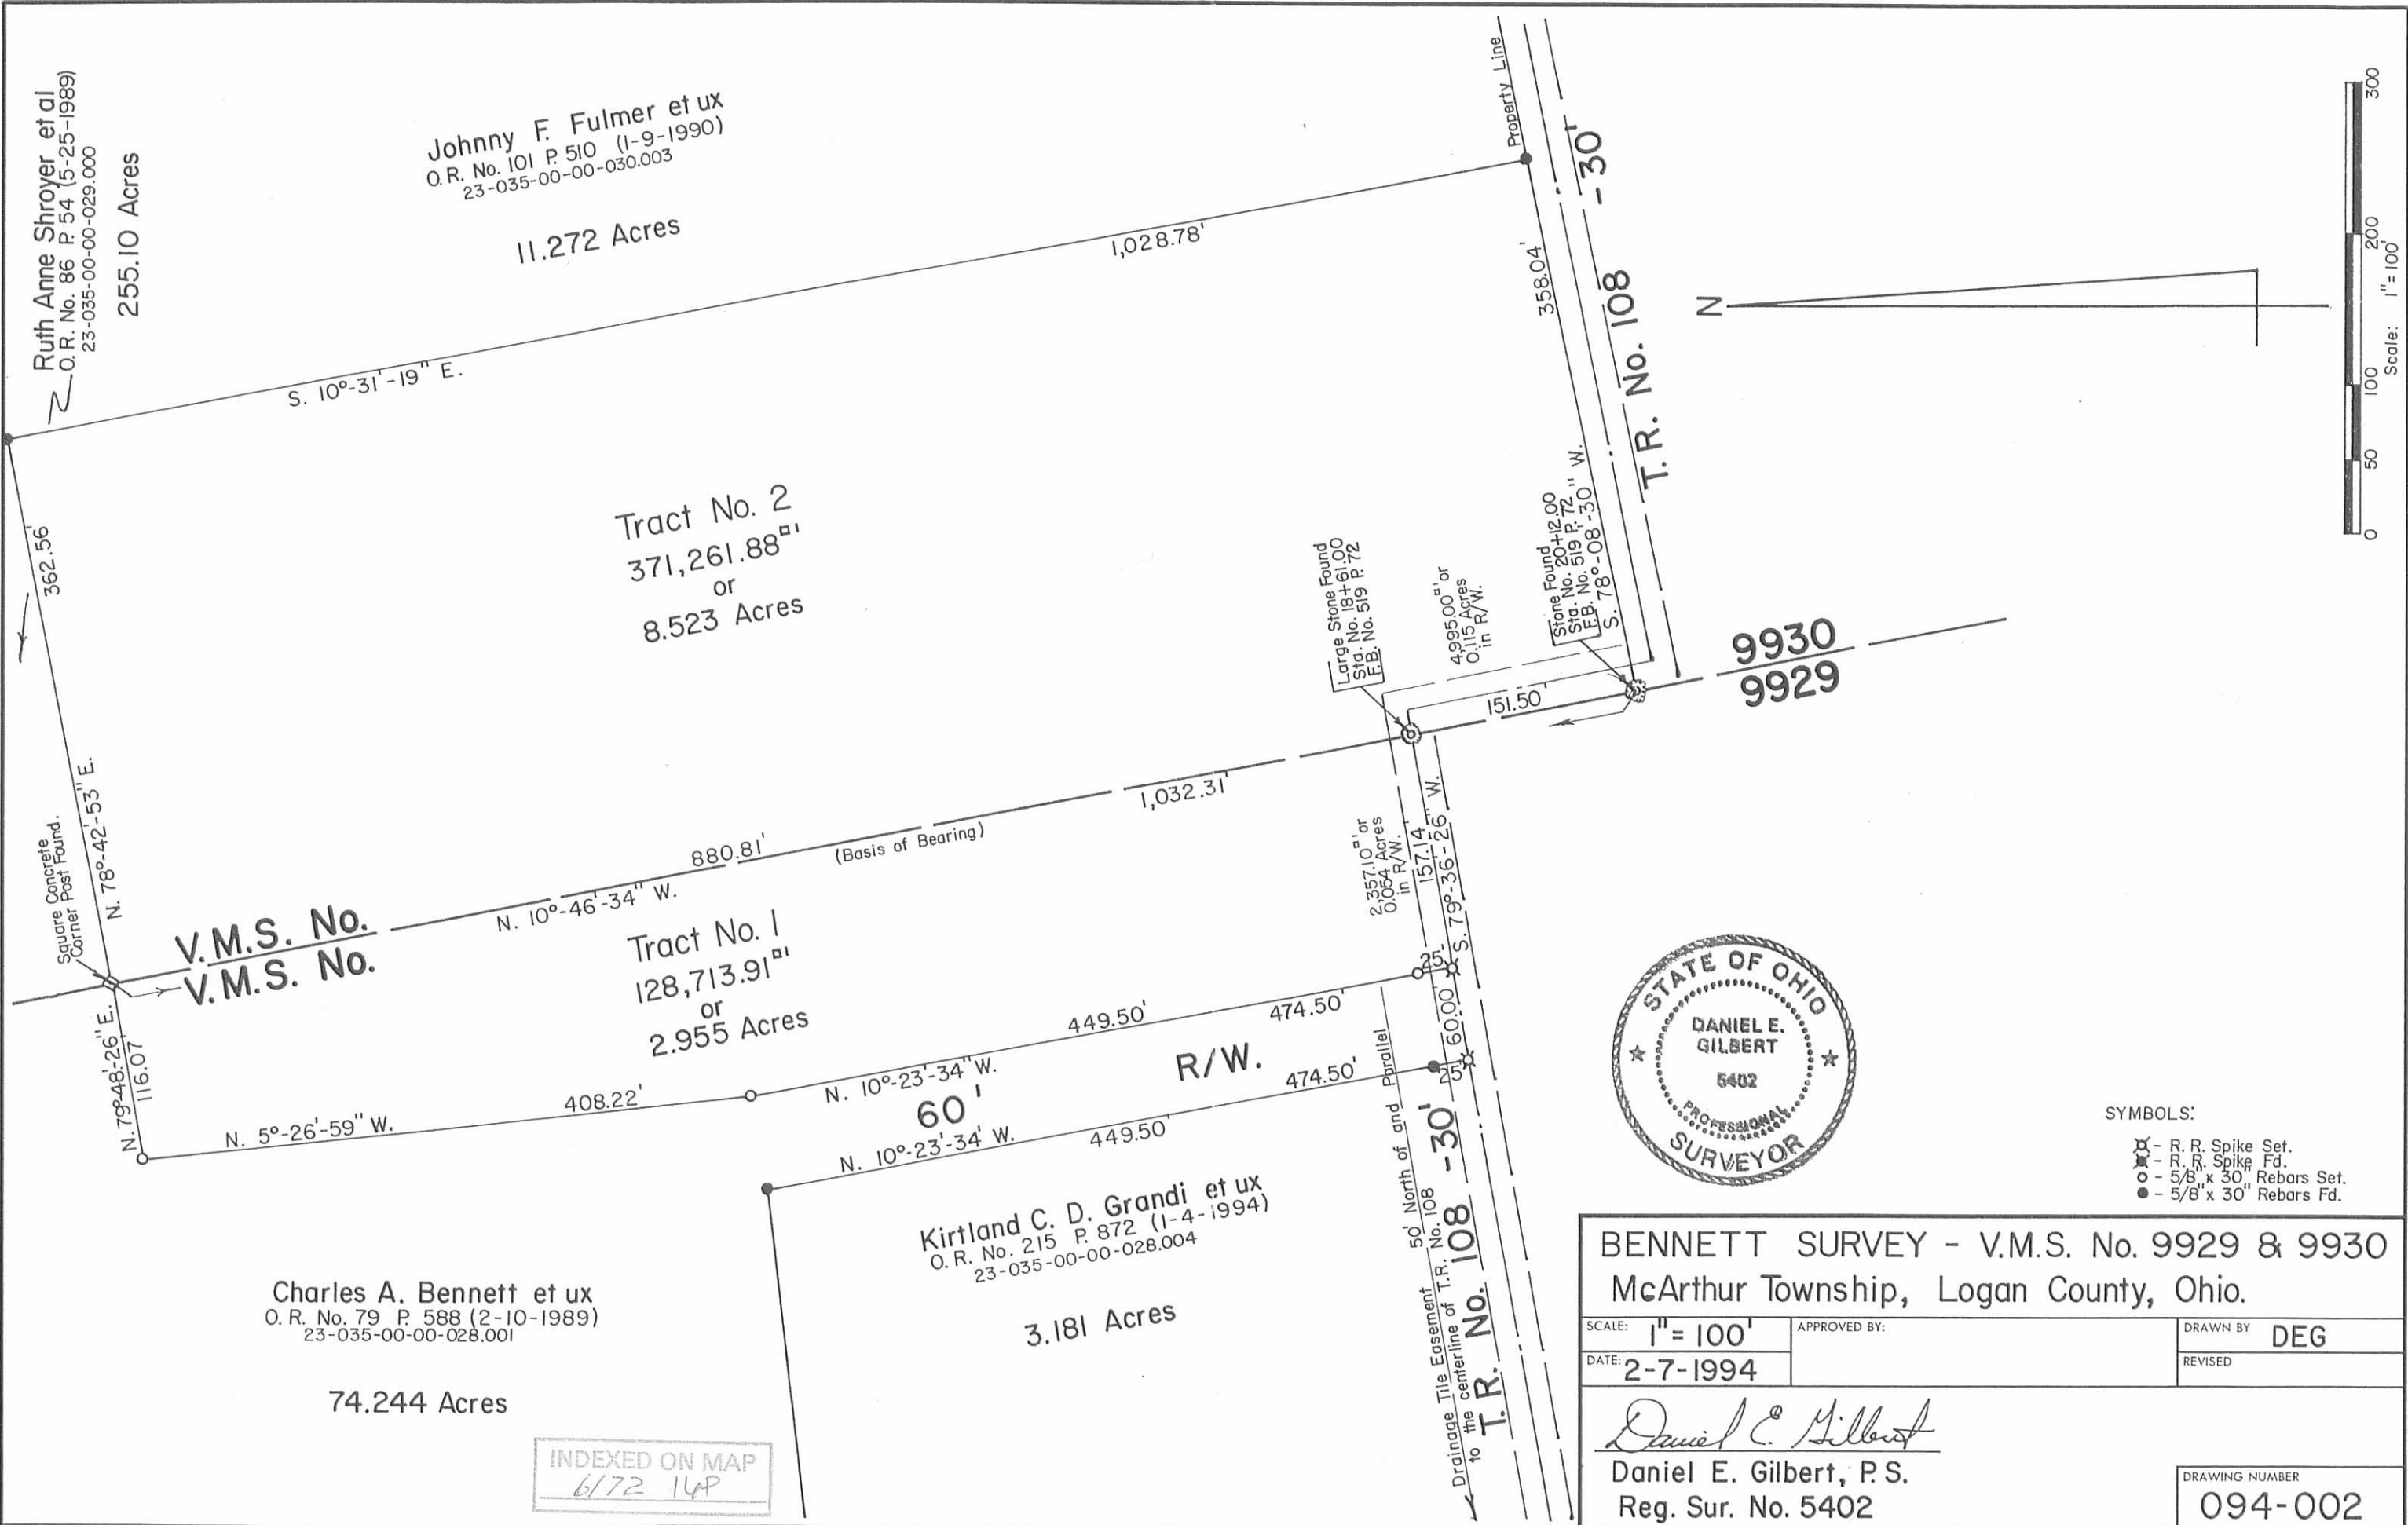 Ruth Anne Shroyer et al
O.R. No. 86 P. 54 (5-25-1989)
23-035-00-00-029.000
255.10 Acres
Johnny F. Fulmer et ux
O.R. No. 101 P. 510 (1-9-1990)
23-035-00-00-030.003
11.272 Acres
Property Line
1,028.78'
S. 10°-31'-19" E.
358.04'
T. R. No. 108 -30'
N
0 50 100 200 300
Scale: 1"=100'
362.56'
N. 78°-42'-53" E.
Square Concrete
Corner Post Found.
Tract No. 2
371,261.88□'
or
8.523 Acres
Large Stone Found
Sta. No. 18+61.00
F.B. No. 519 P. 72
4,995.00□' or
0.115 Acres
in R/W.
Stone Found
Sta. No. 20+12.00
F.B. No. 519 P. 72
S. 78°-08'-30" W.
151.50'
9930
9929
V.M.S. No.
V.M.S. No.
N. 10°-46'-34" W.
880.81'
(Basis of Bearing)
1,032.31'
2,357.10□' or
0.054 Acres
in R/W.
157.14'
S. 79°-36'-26" W.
Tract No. 1
128,713.91□'
or
2.955 Acres
N. 79°-48'-26" E.
116.07'
N. 5°-26'-59" W.
408.22'
N. 10°-23'-34" W.
449.50'
474.50'
25'
60.00'
60' R/W.
N. 10°-23'-34' W.
449.50'
474.50'
25'
Drainage Tile Easement 50' North of and Parallel
to the centerline of T.R. No. 108
T. R. No. 108 -30'
Kirtland C. D. Grandi et ux
O. R. No. 215 P. 872 (1-4-1994)
23-035-00-00-028.004
3.181 Acres
Charles A. Bennett et ux
O. R. No. 79 P. 588 (2-10-1989)
23-035-00-00-028.001
74.244 Acres
INDEXED ON MAP
STATE OF OHIO
DANIEL E.
GILBERT
5402
PROFESSIONAL
SURVEYOR
SYMBOLS:
- R. R. Spike Set.
- R. R. Spike Fd.
- 5/8" x 30" Rebars Set.
- 5/8" x 30" Rebars Fd.
BENNETT SURVEY - V.M.S. No. 9929 & 9930
McArthur Township, Logan County, Ohio.
SCALE: 1"= 100'
APPROVED BY:
DRAWN BY DEG
DATE: 2-7-1994
REVISED
Daniel E. Gilbert
Daniel E. Gilbert, P.S.
Reg. Sur. No. 5402
DRAWING NUMBER
094-002